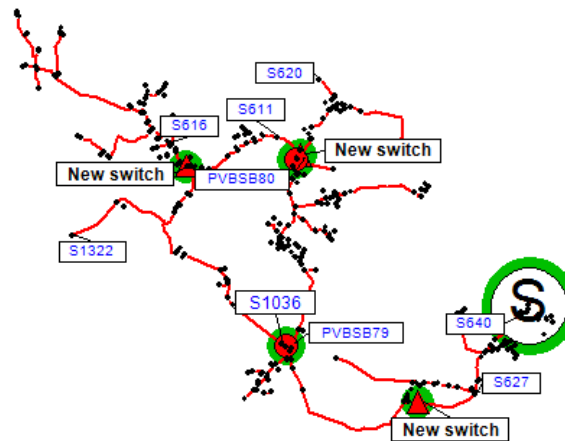 S620
S611
S616
New switch
New switch
PVBSB80
S1322
S
S1036
S640
PVBSB79
S627
New switch